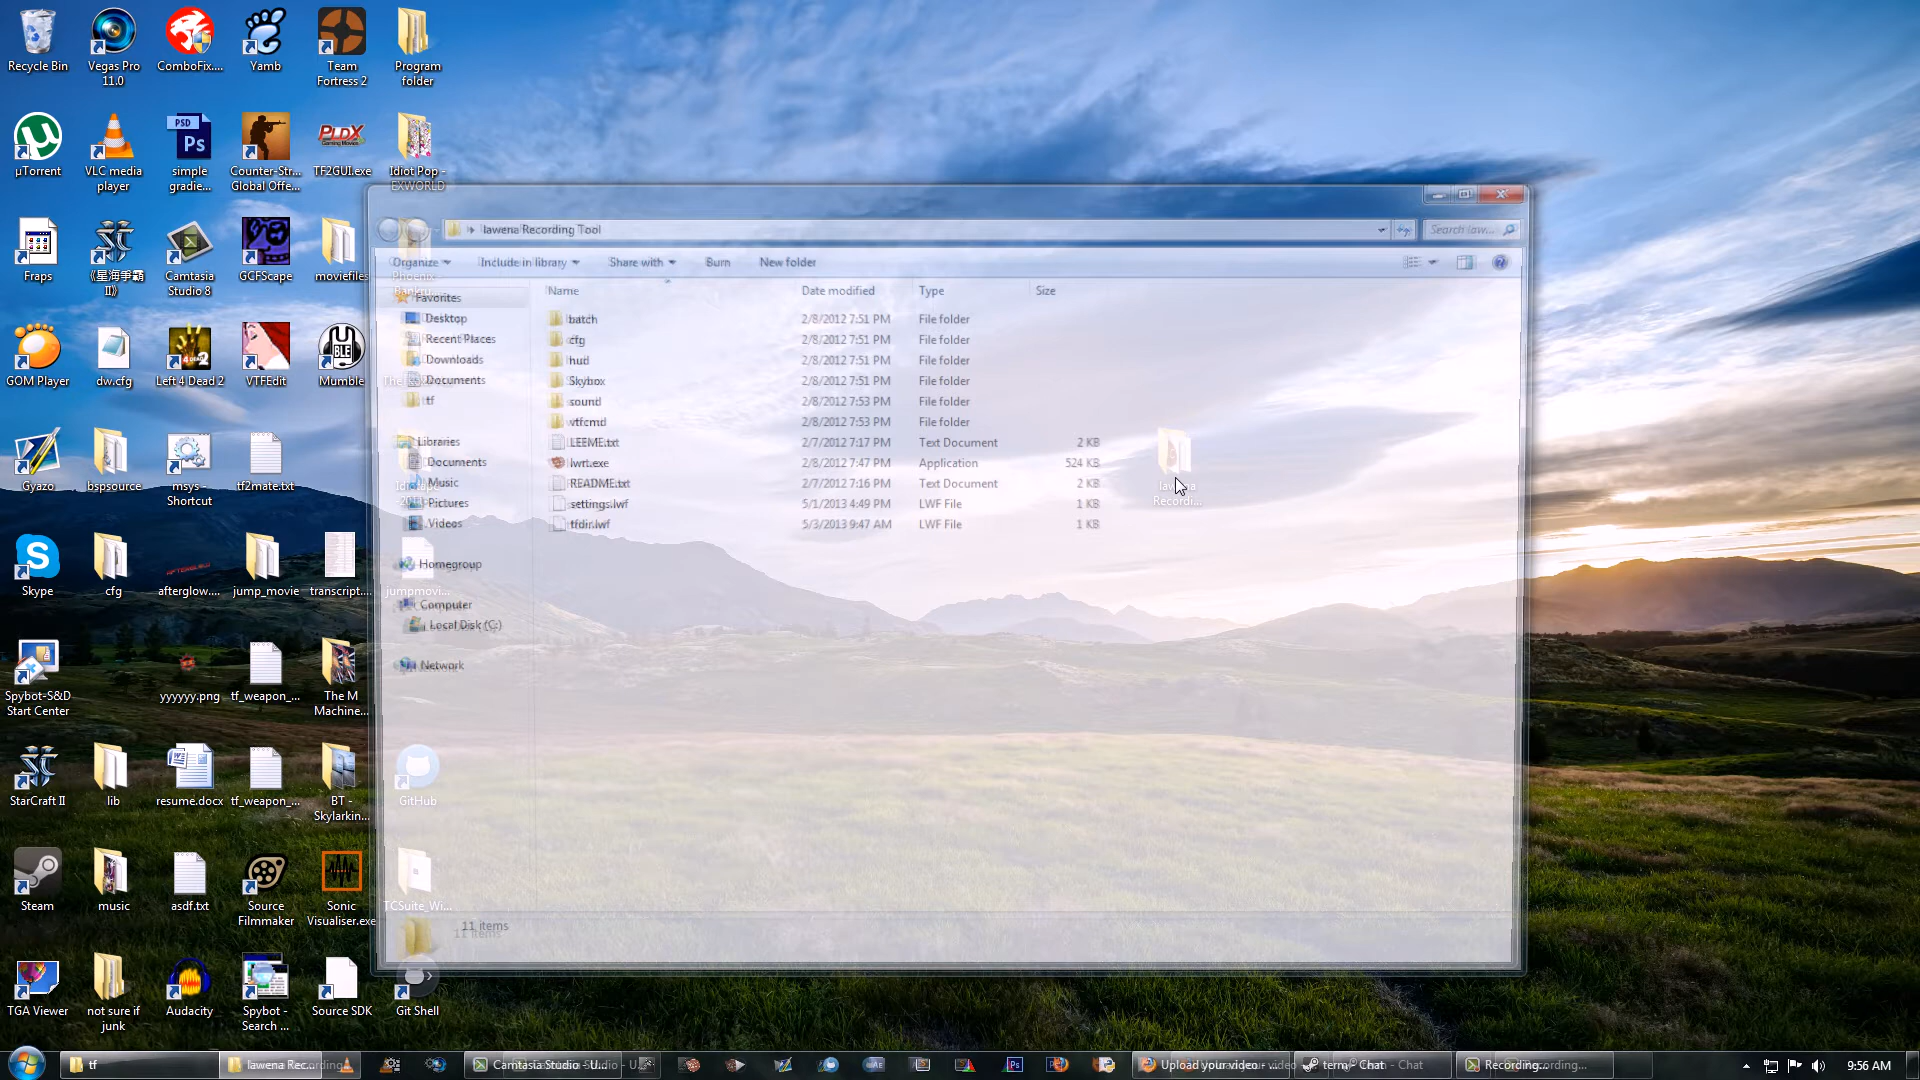 Recycle Bin
Vegas Pro
11.0
ComboFix....
Yamb
Team
Fortress 2
Program
folder
µTorrent
VLC media
player
PSD
Ps
simple
gradie...
Counter-Str...
Global Offe...
PLDX
TF2GUI.exe
Idiot Pop -
EXWORLD
Fraps
《星海争霸
II》
Camtasia
Studio 8
GCFScape
moviefiles
Phoenix -
GOM Player
dw.cfg
Left 4 Dead 2
VTFEdit
Mumble
The
Gyazo
bspsource
msys -
Shortcut
tf2mate.txt
Skype
cfg
afterglow....
jump_movie
transcript....
jumpmovi...
Spybot-S&D
Start Center
yyyyyy.png
tf_weapon_...
The M
Machine...
StarCraft II
lib
resume.docx
tf_weapon_...
BT -
Skylarkin...
GitHub
Steam
music
asdf.txt
Source
Filmmaker
Sonic
Visualiser.exe
TCSuite_Wi...
TGA Viewer
not sure if
junk
Audacity
Spybot -
Search ...
Source SDK
Git Shell
lawena
Recordi...
lawena Recording Tool
Search law...
Organize
Include in library
Share with
Burn
New folder
Name
Date modified
Type
Size
Favorites
Desktop
Recent Places
Downloads
Documents
tf
Libraries
Documents
Music
Pictures
Videos
Homegroup
Computer
Local Disk (C:)
Network
batch 2/8/2012 7:51 PM File folder
cfg 2/8/2012 7:51 PM File folder
hud 2/8/2012 7:51 PM File folder
Skybox 2/8/2012 7:51 PM File folder
sound 2/8/2012 7:53 PM File folder
vtfcmd 2/8/2012 7:53 PM File folder
LEEME.txt 2/7/2012 7:17 PM Text Document 2 KB
lwrt.exe 2/8/2012 7:47 PM Application 524 KB
README.txt 2/7/2012 7:16 PM Text Document 2 KB
settings.lwf 5/1/2013 4:49 PM LWF File 1 KB
tfdir.lwf 5/3/2013 9:47 AM LWF File 1 KB
11 items
tf
lawena Rec...
Camtasia Studio - U...
Upload your video
term - Chat
Recording...
9:56 AM